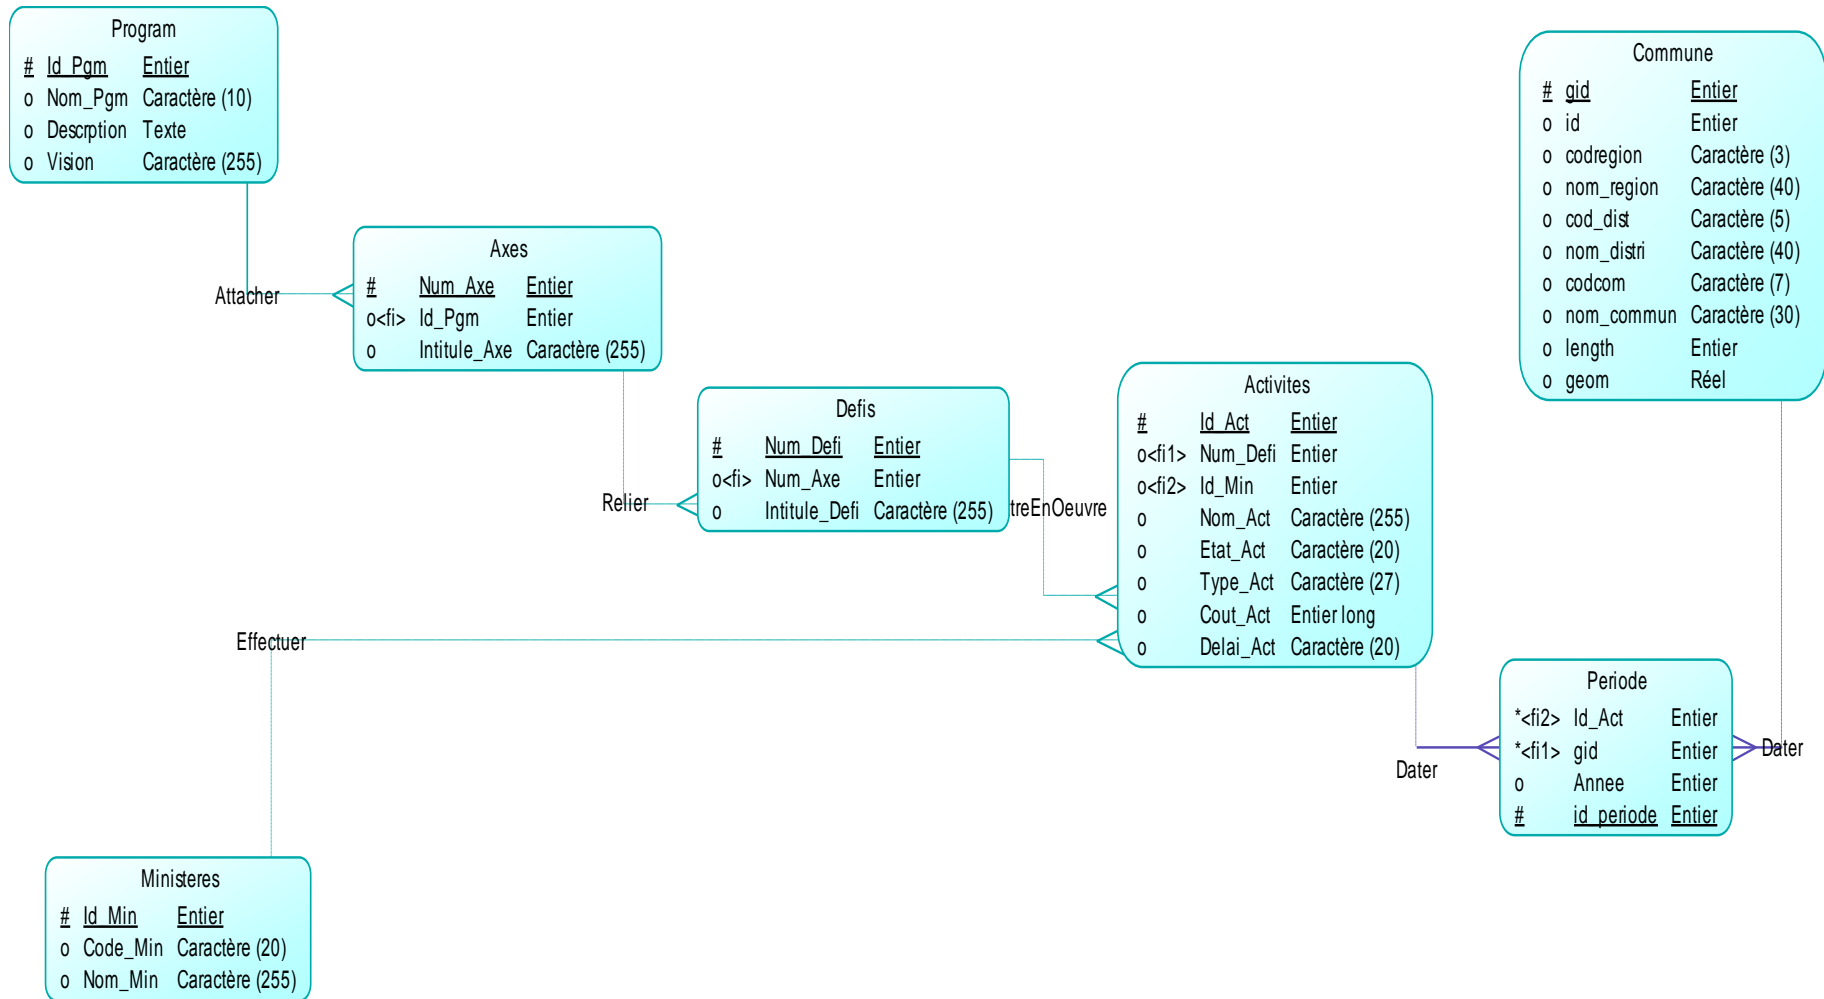 Program
# Id_Pgm Entier
o Nom_Pgm Caractère (10)
o Descrption Texte
o Vision Caractère (255)
Commune
# gid Entier
o id Entier
o codregion Caractère (3)
o nom_region Caractère (40)
o cod_dist Caractère (5)
o nom_distri Caractère (40)
o codcom Caractère (7)
o nom_commun Caractère (30)
o length Entier
o geom Réel
Attacher
Axes
# Num_Axe Entier
o<fi> Id_Pgm Entier
o Intitule_Axe Caractère (255)
Relier
Defis
# Num_Defi Entier
o<fi> Num_Axe Entier
o Intitule_Defi Caractère (255)
treEnOeuvre
Activites
# Id_Act Entier
o<fi1> Num_Defi Entier
o<fi2> Id_Min Entier
o Nom_Act Caractère (255)
o Etat_Act Caractère (20)
o Type_Act Caractère (27)
o Cout_Act Entier long
o Delai_Act Caractère (20)
Effectuer
Dater
Periode
*<fi2> Id_Act Entier
*<fi1> gid Entier
o Annee Entier
# id_periode Entier
Dater
Ministeres
# Id_Min Entier
o Code_Min Caractère (20)
o Nom_Min Caractère (255)